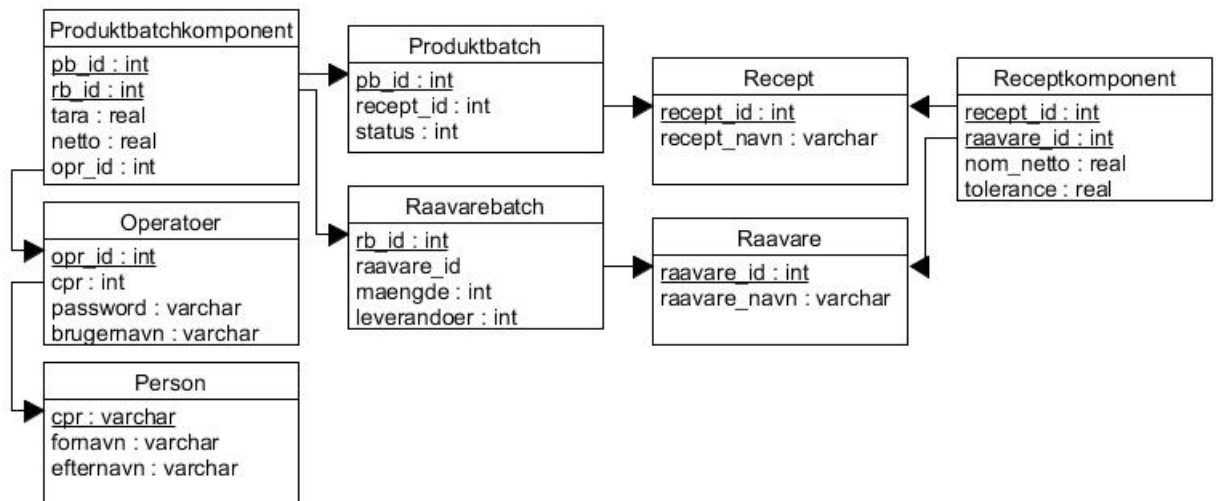 Produktbatchkomponent
pb_id : int
rb_id : int
tara : real
netto : real
opr_id : int
Produktbatch
pb_id : int
recept_id : int
status : int
Recept
recept_id : int
recept_navn : varchar
Receptkomponent
recept_id : int
raavare_id : int
nom_netto : real
tolerance : real
Operatoer
opr_id : int
cpr : int
password : varchar
brugernavn : varchar
Raavarebatch
rb_id : int
raavare_id
maengde : int
leverandoer : int
Raavare
raavare_id : int
raavare_navn : varchar
Person
cpr : varchar
fornavn : varchar
efternavn : varchar